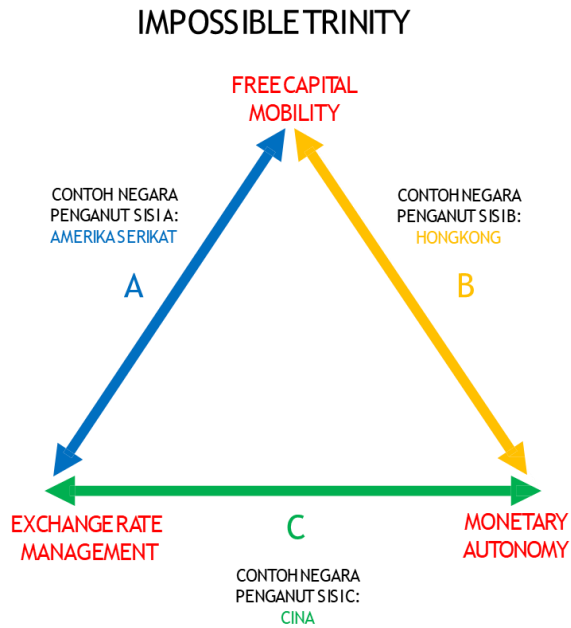 IMPOSSIBLE TRINITY
FREE CAPITAL
MOBILITY
CONTOH NEGARA
PENGANUT SISI A:
AMERIKA SERIKAT
A
CONTOH NEGARA
PENGANUT SISI B:
HONGKONG
B
EXCHANGE RATE
MANAGEMENT
C
MONETARY
AUTONOMY
CONTOH NEGARA
PENGANUT SISI C:
CINA